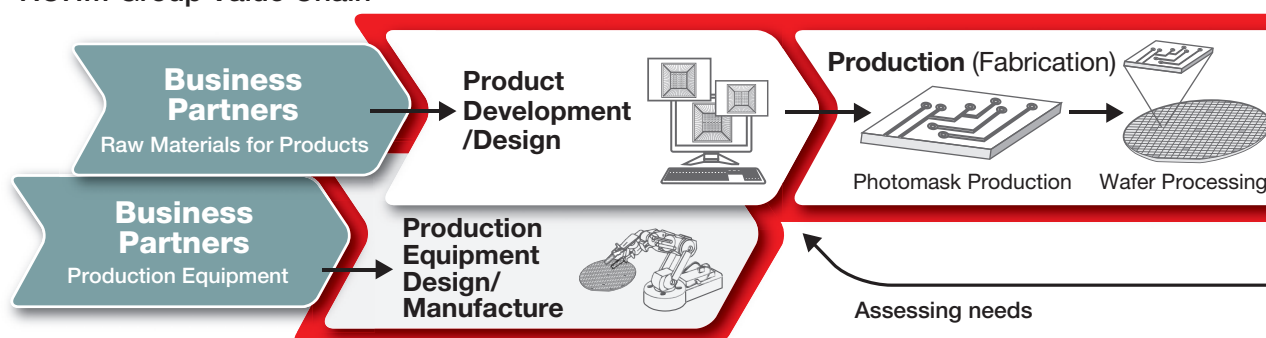 Business
Partners
Raw Materials for Products
Business
Partners
Production Equipment
Product
Development
/Design
Production
Equipment
Design/
Manufacture
Production (Fabrication)
Photomask Production
Wafer Processing
Assessing needs